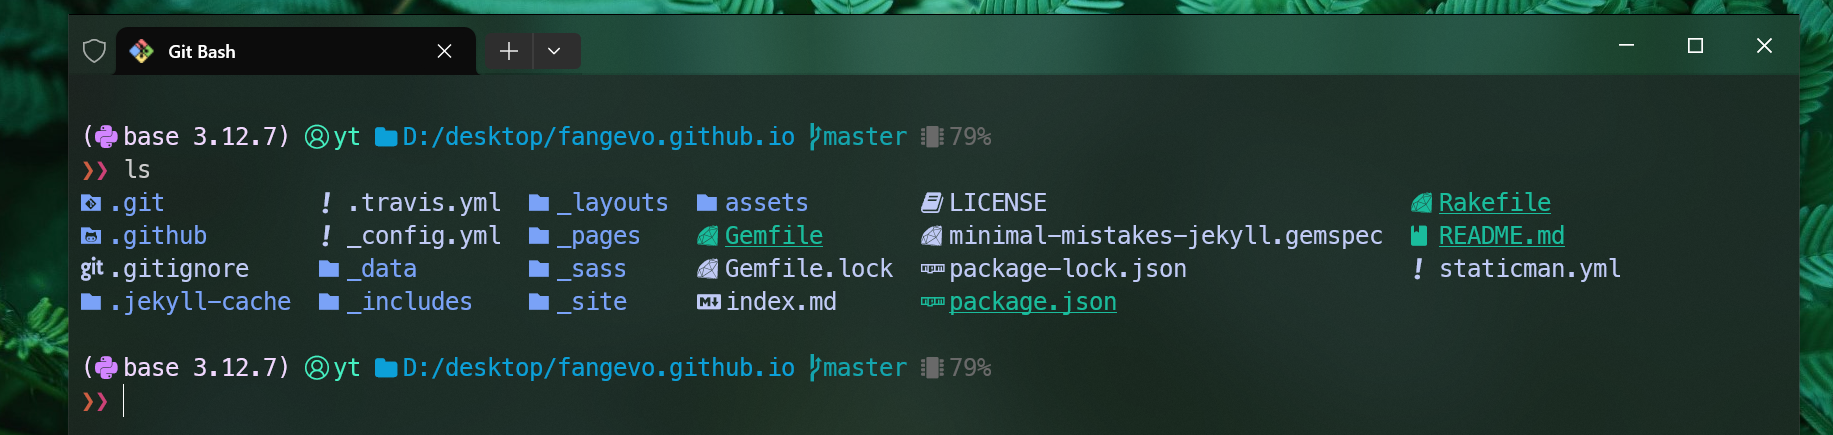 Git Bash
(base 3.12.7) yt D:/desktop/fangevo.github.io master 79%
❯❯ ls
.git ! .travis.yml _layouts assets LICENSE Rakefile
.github ! _config.yml _pages Gemfile minimal-mistakes-jekyll.gemspec README.md
git .gitignore _data _sass Gemfile.lock npm package-lock.json ! staticman.yml
.jekyll-cache _includes _site M index.md npm package.json
(base 3.12.7) yt D:/desktop/fangevo.github.io master 79%
❯❯